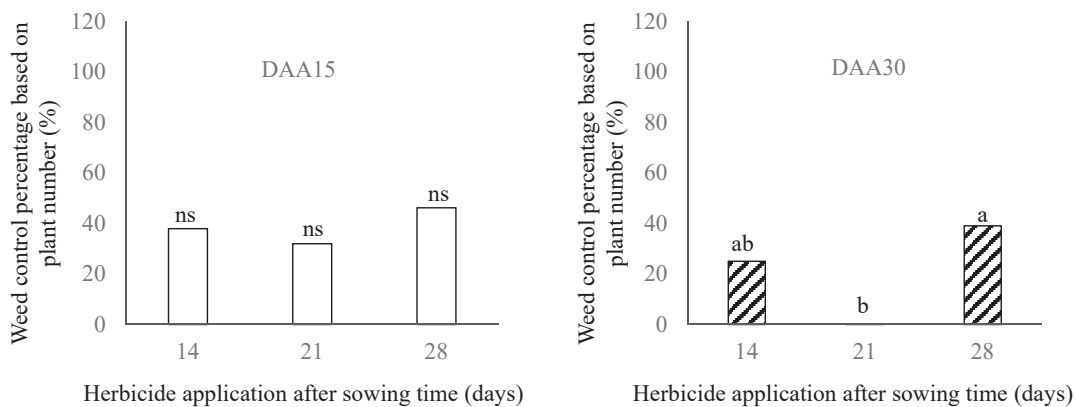 Weed control percentage based on
plant number (%)
120
100
80
60
40
20
0
DAA15
ns
ns
ns
14
21
28
Herbicide application after sowing time (days)
Weed control percentage based on
plant number (%)
120
100
80
60
40
20
0
DAA30
ab
b
a
14
21
28
Herbicide application after sowing time (days)